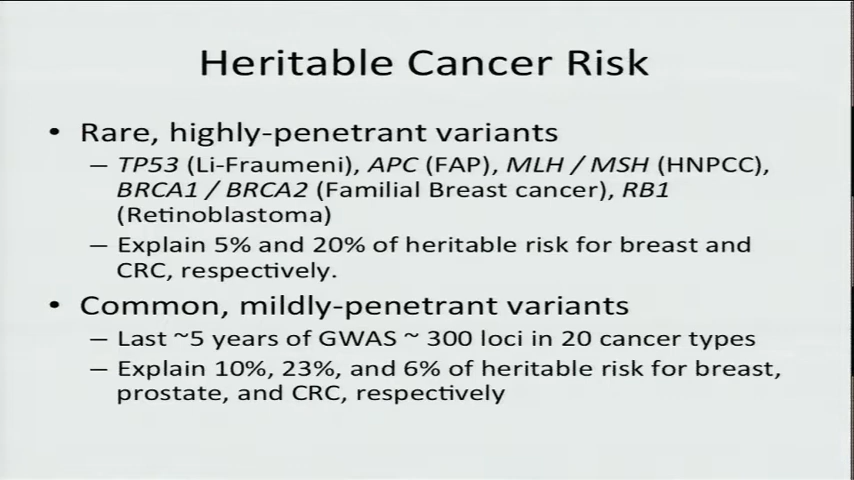 Heritable Cancer Risk
• Rare, highly-penetrant variants
– TP53 (Li-Fraumeni), APC (FAP), MLH / MSH (HNPCC),
BRCA1 / BRCA2 (Familial Breast cancer), RB1
(Retinoblastoma)
– Explain 5% and 20% of heritable risk for breast and
CRC, respectively.
• Common, mildly-penetrant variants
– Last ~5 years of GWAS ~ 300 loci in 20 cancer types
– Explain 10%, 23%, and 6% of heritable risk for breast,
prostate, and CRC, respectively